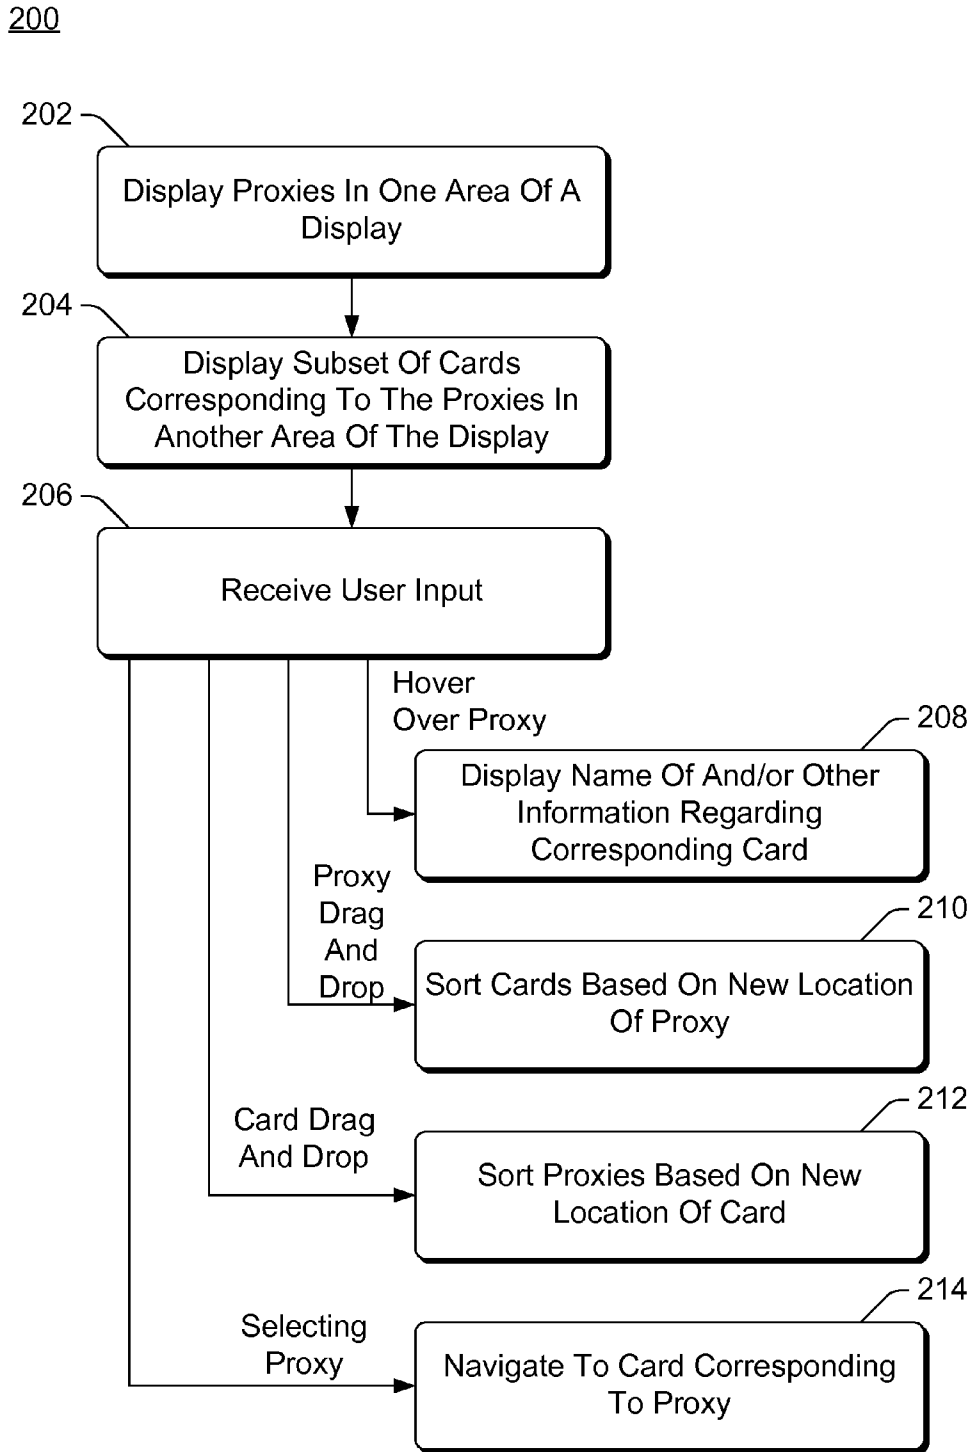 200
202
Display Proxies In One Area Of A
Display
204
Display Subset Of Cards
Corresponding To The Proxies In
Another Area Of The Display
206
Receive User Input
Hover
Over Proxy
208
Display Name Of And/or Other
Information Regarding
Corresponding Card
Proxy
Drag
And
Drop
210
Sort Cards Based On New Location
Of Proxy
Card Drag
And Drop
212
Sort Proxies Based On New
Location Of Card
Selecting
Proxy
214
Navigate To Card Corresponding
To Proxy